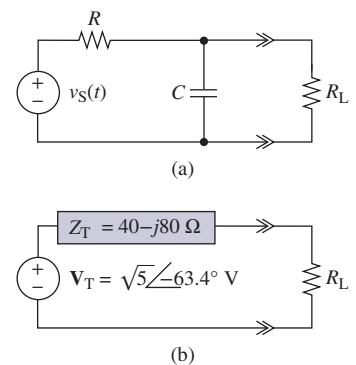 R
+
−
vS(t)
C
RL
(a)
ZT = 40−j80 Ω
+
−
VT = √5∠−63.4° V
RL
(b)